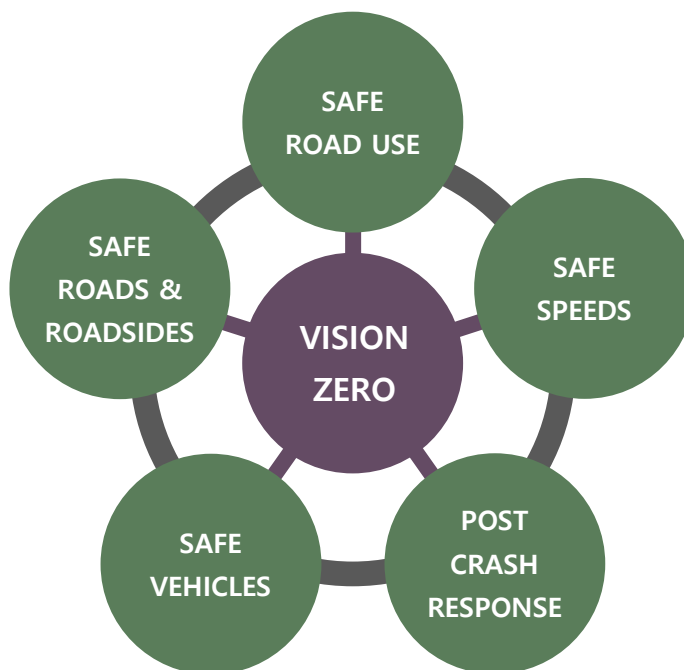 SAFE
ROAD USE
SAFE
ROADS &
ROADSIDES
SAFE
SPEEDS
VISION
ZERO
SAFE
VEHICLES
POST
CRASH
RESPONSE